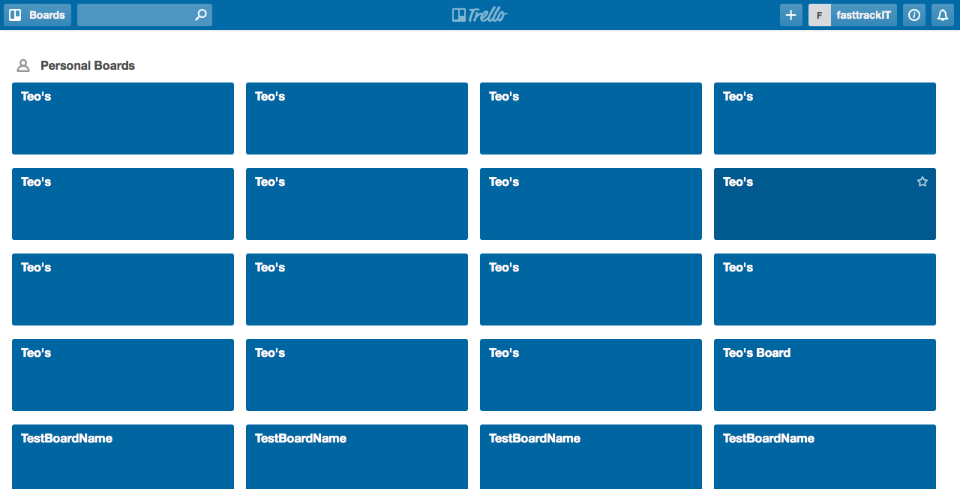 Boards
Trello
F fasttrackIT
Personal Boards
Teo's Teo's Teo's Teo's
Teo's Teo's Teo's Teo's
Teo's Teo's Teo's Teo's
Teo's Teo's Teo's Teo's Board
TestBoardName TestBoardName TestBoardName TestBoardName